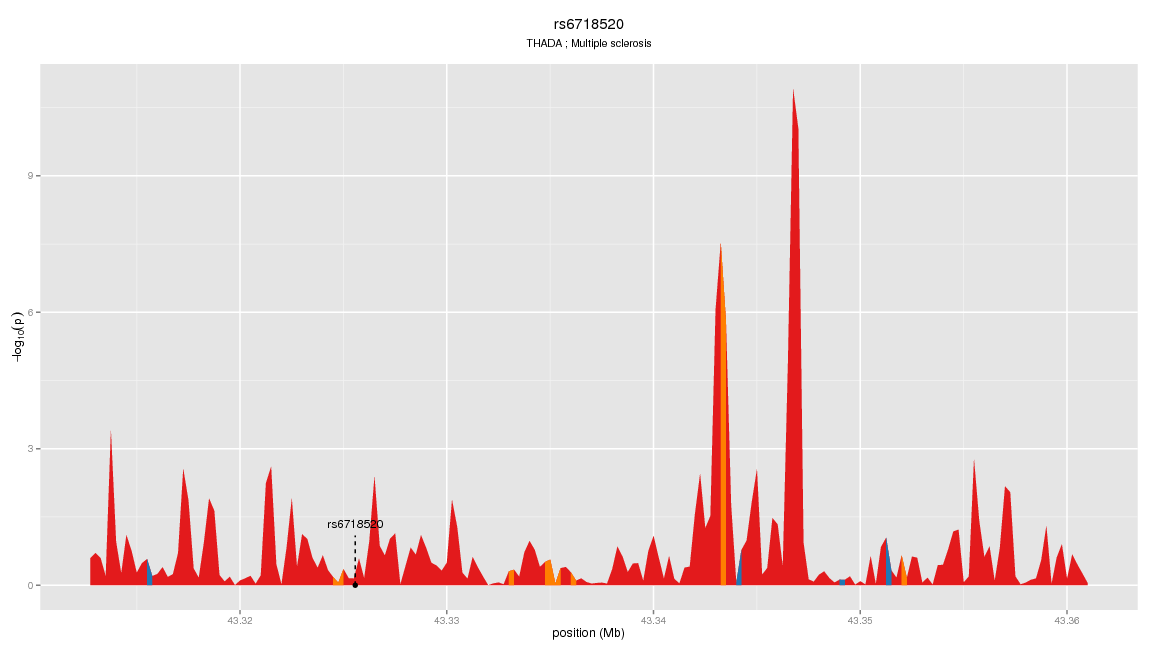 rs6718520
THADA ; Multiple sclerosis
−log10(p)
9
6
3
0
rs6718520
43.32 43.33 43.34 43.35 43.36
position (Mb)